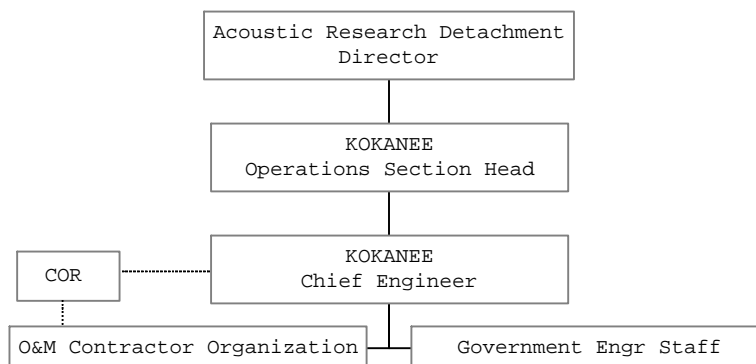 Acoustic Research Detachment
Director
KOKANEE
Operations Section Head
KOKANEE
Chief Engineer
COR
O&M Contractor Organization
Government Engr Staff